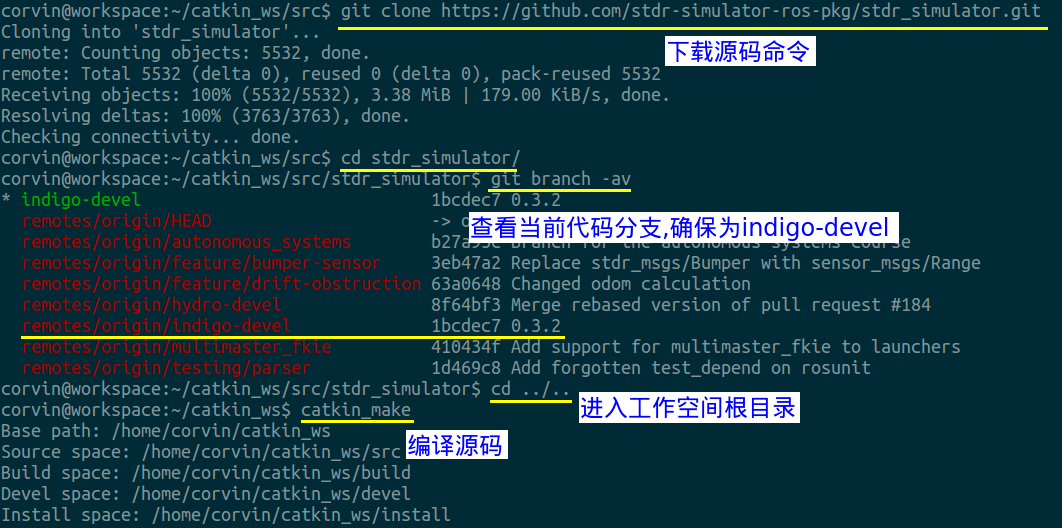 corvin@workspace:~/catkin_ws/src$ git clone https://github.com/stdr-simulator-ros-pkg/stdr_simulator.git
Cloning into 'stdr_simulator'...
下载源码命令
remote: Counting objects: 5532, done.
remote: Total 5532 (delta 0), reused 0 (delta 0), pack-reused 5532
Receiving objects: 100% (5532/5532), 3.38 MiB | 179.00 KiB/s, done.
Resolving deltas: 100% (3763/3763), done.
Checking connectivity... done.
corvin@workspace:~/catkin_ws/src$ cd stdr_simulator/
corvin@workspace:~/catkin_ws/src/stdr_simulator$ git branch -av
* indigo-devel 1bcdec7 0.3.2
remotes/origin/HEAD ->
查看当前代码分支,确保为indigo-devel
remotes/origin/autonomous_systems Branch for the autonomous systems course
remotes/origin/feature/bumper-sensor 3eb47a2 Replace stdr_msgs/Bumper with sensor_msgs/Range
remotes/origin/feature/drift-obstruction 63a0648 Changed odom calculation
remotes/origin/hydro-devel 8f64bf3 Merge rebased version of pull request #184
remotes/origin/indigo-devel 1bcdec7 0.3.2
remotes/origin/multimaster_fkie 410434f Add support for multimaster_fkie to launchers
remotes/origin/testing/parser 1d469c8 Add forgotten test_depend on rosunit
corvin@workspace:~/catkin_ws/src/stdr_simulator$ cd ../..
进入工作空间根目录
corvin@workspace:~/catkin_ws$ catkin_make
Base path: /home/corvin/catkin_ws
编译源码
Source space: /home/corvin/catkin_ws/src
Build space: /home/corvin/catkin_ws/build
Devel space: /home/corvin/catkin_ws/devel
Install space: /home/corvin/catkin_ws/install